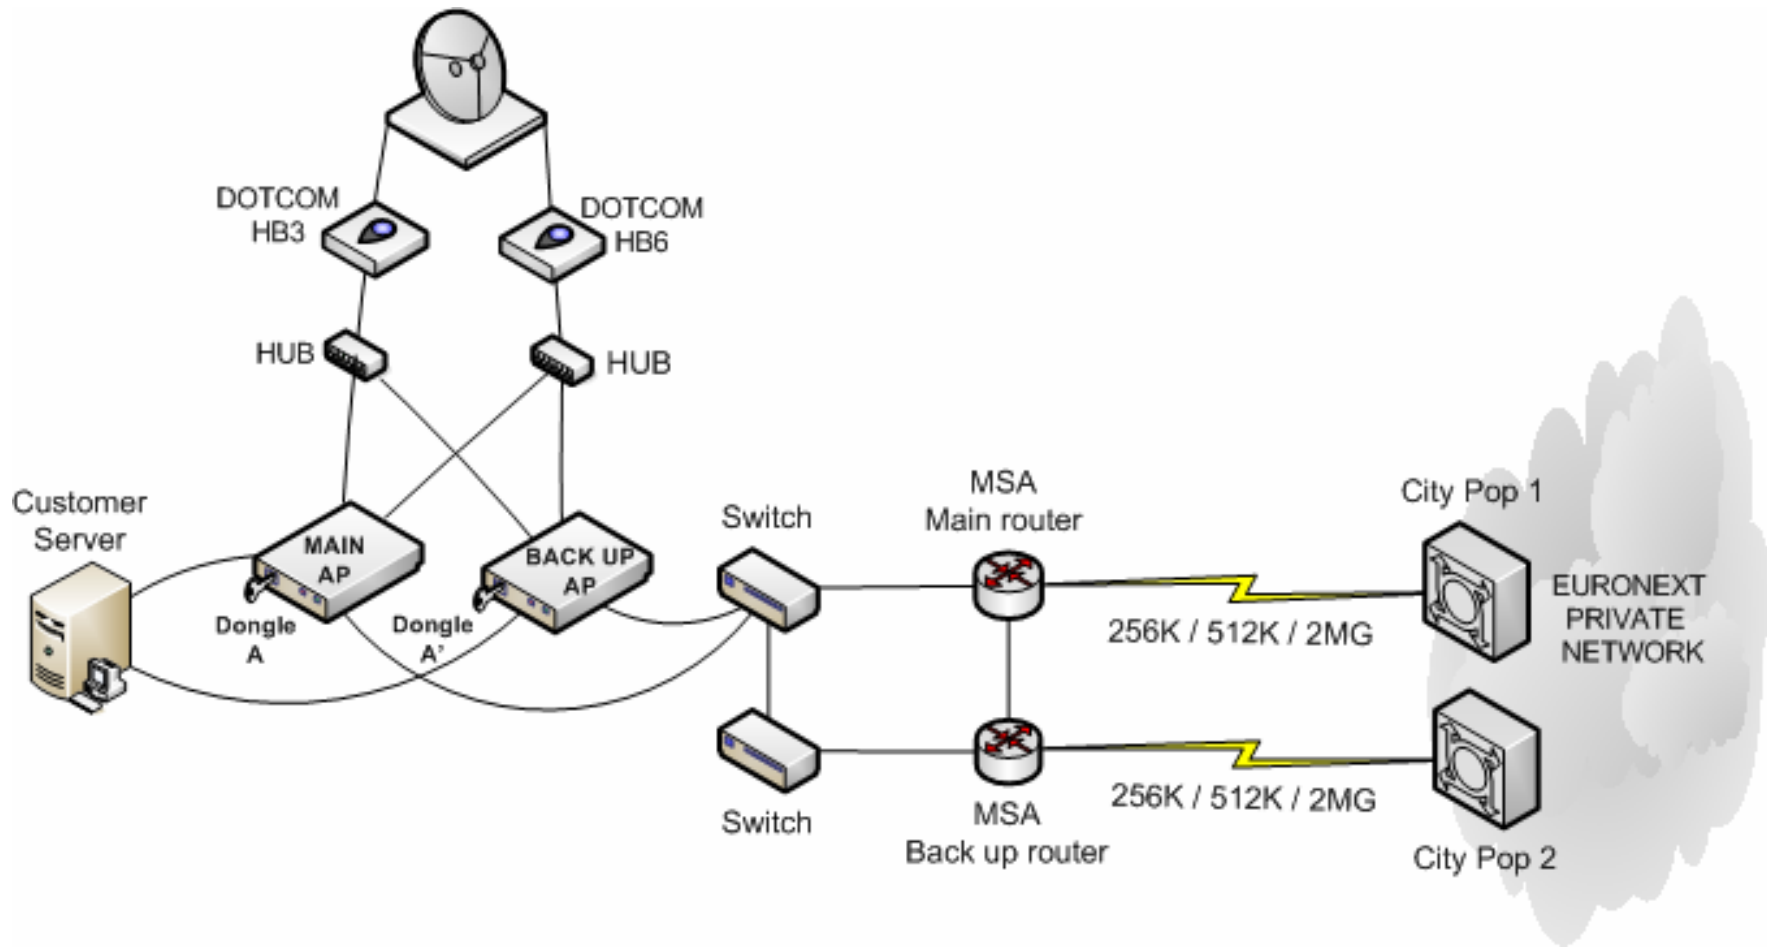 DOTCOM
HB3
DOTCOM
HB6
HUB
HUB
Customer
Server
MAIN
AP
BACK UP
AP
Dongle
A
Dongle
A'
Switch
MSA
Main router
City Pop 1
256K / 512K / 2MG
EURONEXT
PRIVATE
NETWORK
Switch
MSA
Back up router
256K / 512K / 2MG
City Pop 2